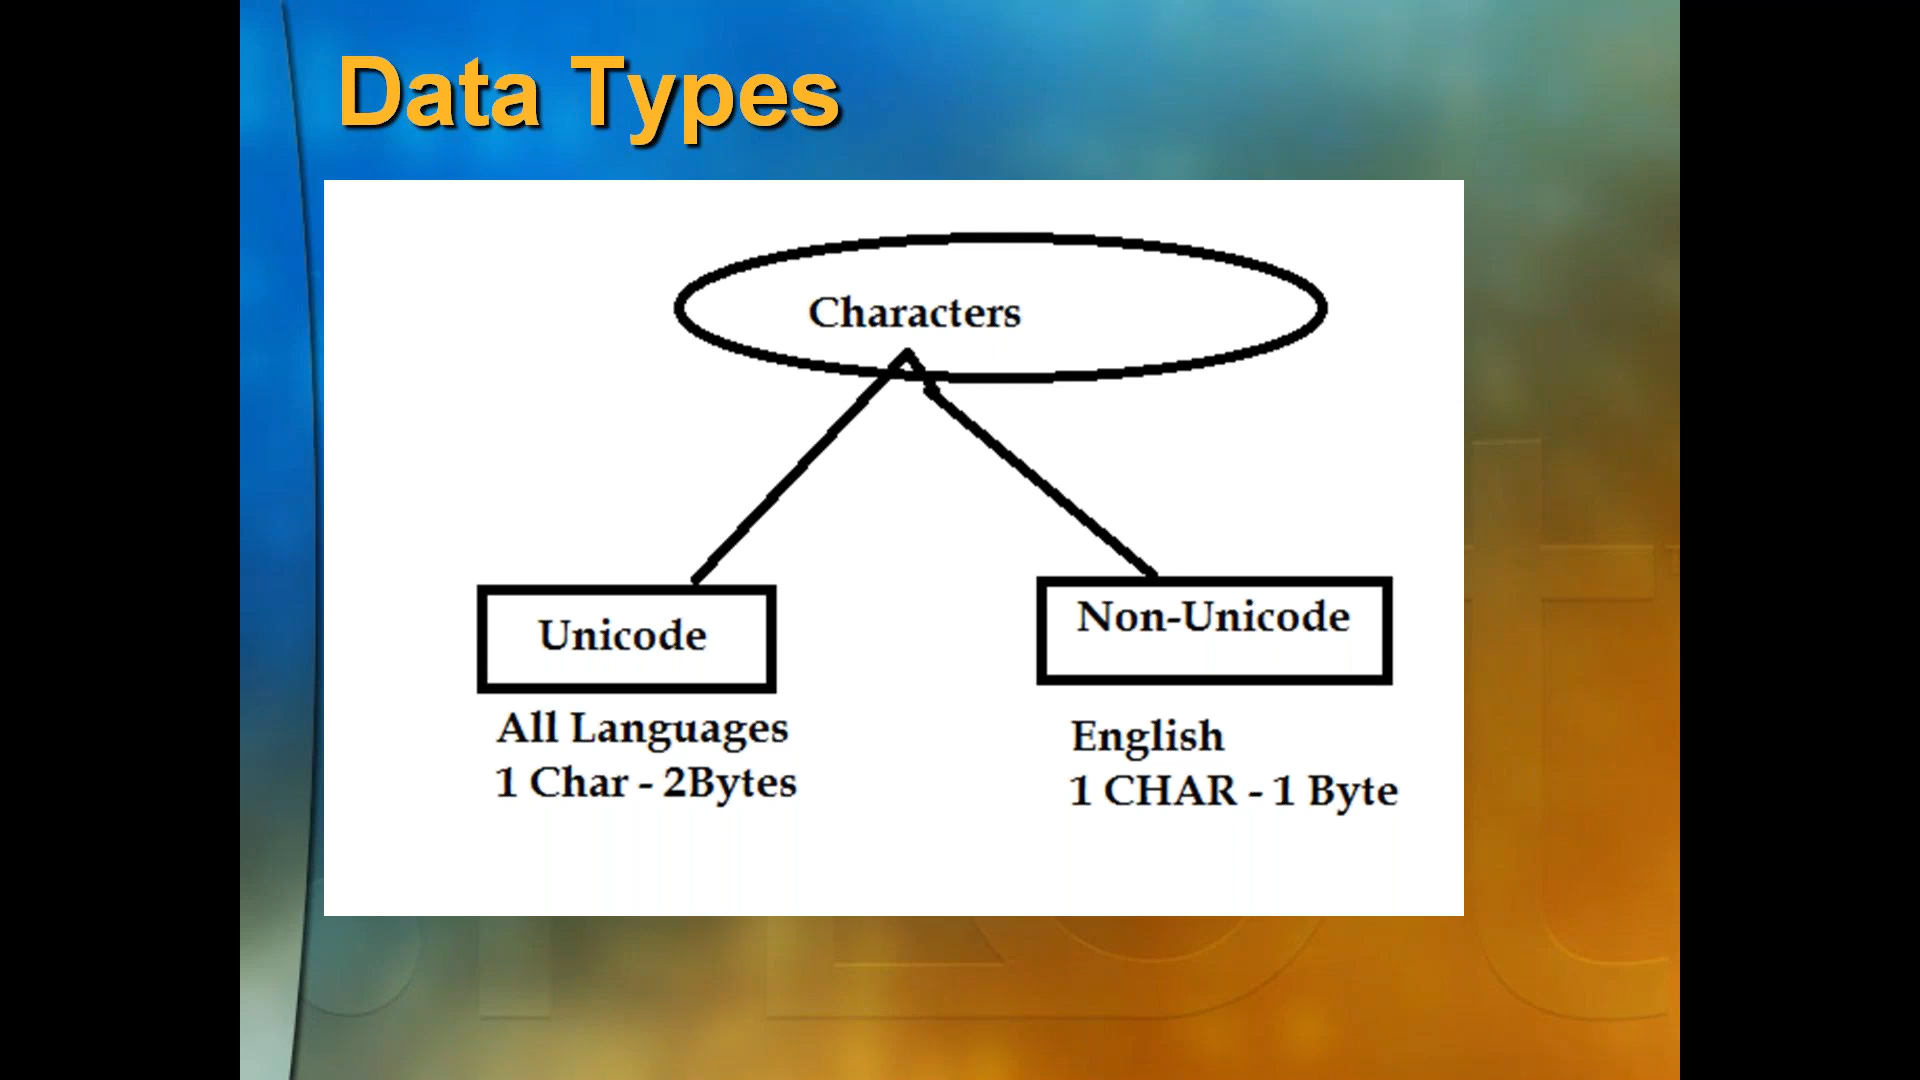 Data Types
Characters
Unicode
All Languages
1 Char - 2Bytes
Non-Unicode
English
1 CHAR - 1 Byte